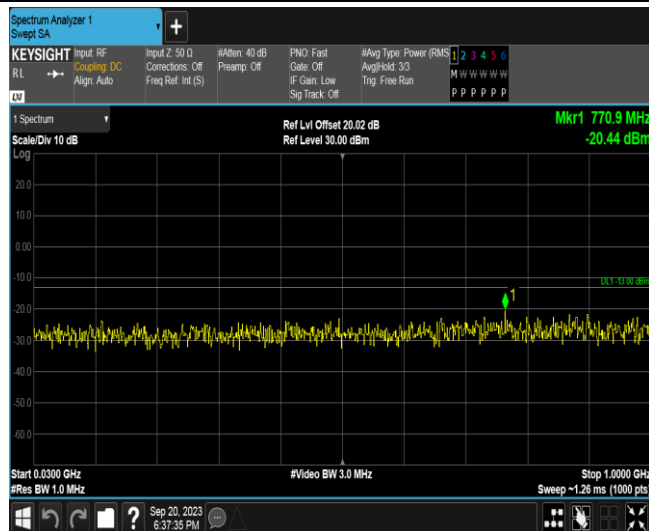 Spectrum Analyzer 1
Swept SA
+
KEYSIGHT
RL
LXI
Input: RF
Coupling: DC
Align: Auto
Input Z: 50 Ω
Corrections: Off
Freq Ref: Int (S)
#Atten: 40 dB
Preamp: Off
PNO: Fast
Gate: Off
IF Gain: Low
Sig Track: Off
#Avg Type: Power (RMS
Avg|Hold: 3/3
Trig: Free Run
1 2 3 4 5 6
M W W W W W
P P P P P P
1 Spectrum
Scale/Div 10 dB
Log
Ref Lvl Offset 20.02 dB
Ref Level 30.00 dBm
Mkr1 770.9 MHz
-20.44 dBm
20.0
10.0
0.00
-10.0
DL1 -13.00 dBm
1
-20.0
-30.0
-40.0
-50.0
-60.0
Start 0.0300 GHz
#Res BW 1.0 MHz
#Video BW 3.0 MHz
Stop 1.0000 GHz
Sweep ~1.26 ms (1000 pts)
?
Sep 20, 2023
6:37:35 PM